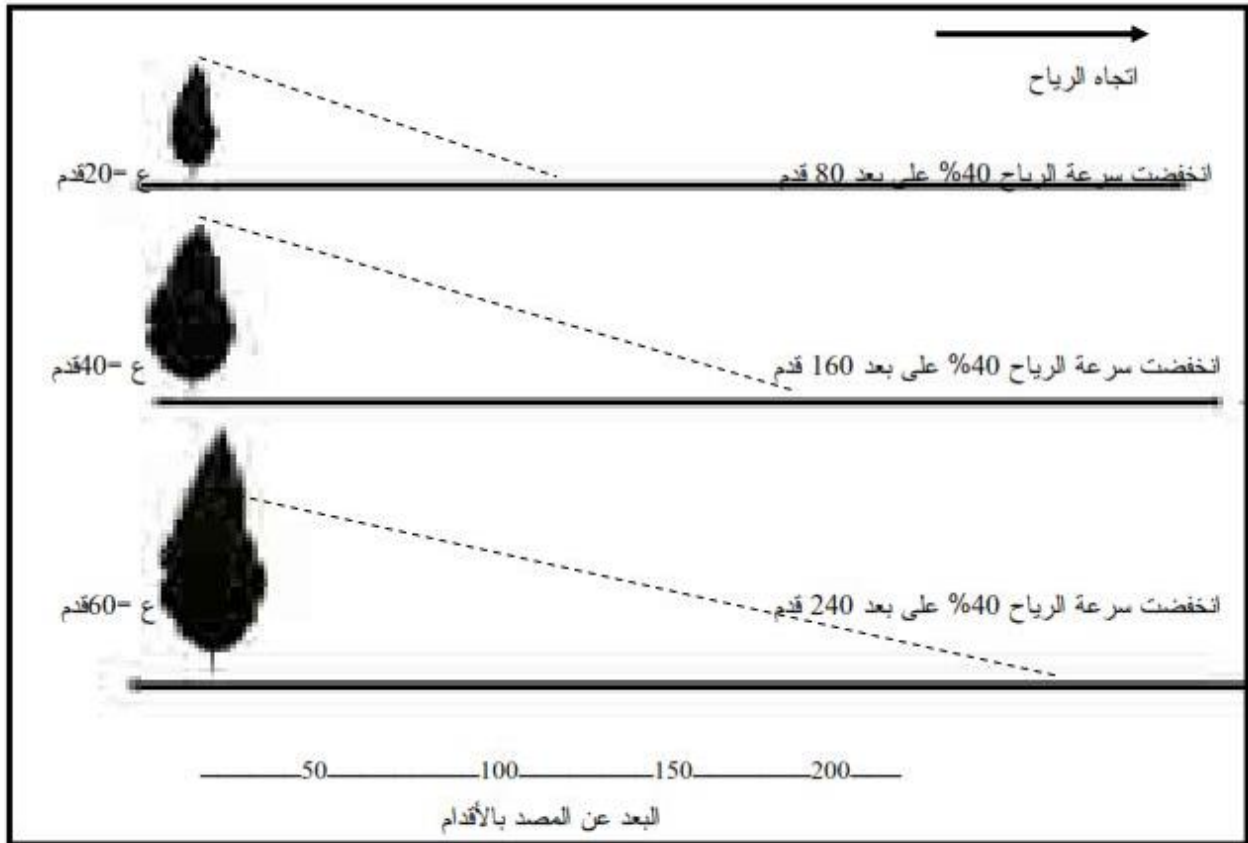 اتجاه الرياح
انخفضت سرعة الرياح 40% على بعد 80 قدم
ع =20قدم
انخفضت سرعة الرياح 40% على بعد 160 قدم
ع =40قدم
انخفضت سرعة الرياح 40% على بعد 240 قدم
ع =60قدم
50 100 150 200
البعد عن المصد بالأقدام